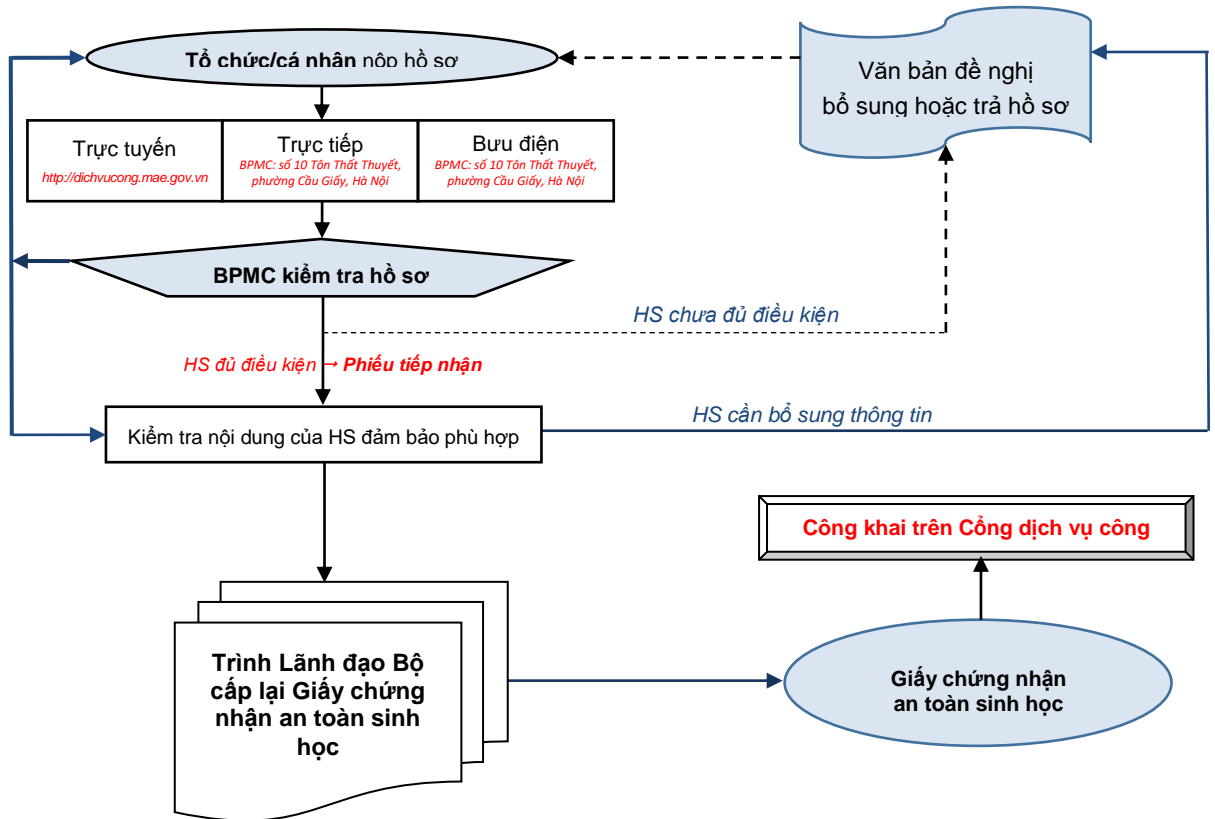 Tổ chức/cá nhân nộp hồ sơ
Văn bản đề nghị
bổ sung hoặc trả hồ sơ
Trực tuyến
http://dichvucong.mae.gov.vn
Trực tiếp
BPMC: số 10 Tôn Thất Thuyết,
phường Cầu Giấy, Hà Nội
Bưu điện
BPMC: số 10 Tôn Thất Thuyết,
phường Cầu Giấy, Hà Nội
BPMC kiểm tra hồ sơ
HS chưa đủ điều kiện
HS đủ điều kiện → Phiếu tiếp nhận
HS cần bổ sung thông tin
Kiểm tra nội dung của HS đảm bảo phù hợp
Công khai trên Cổng dịch vụ công
Trình Lãnh đạo Bộ
cấp lại Giấy chứng
nhận an toàn sinh
học
Giấy chứng nhận
an toàn sinh học